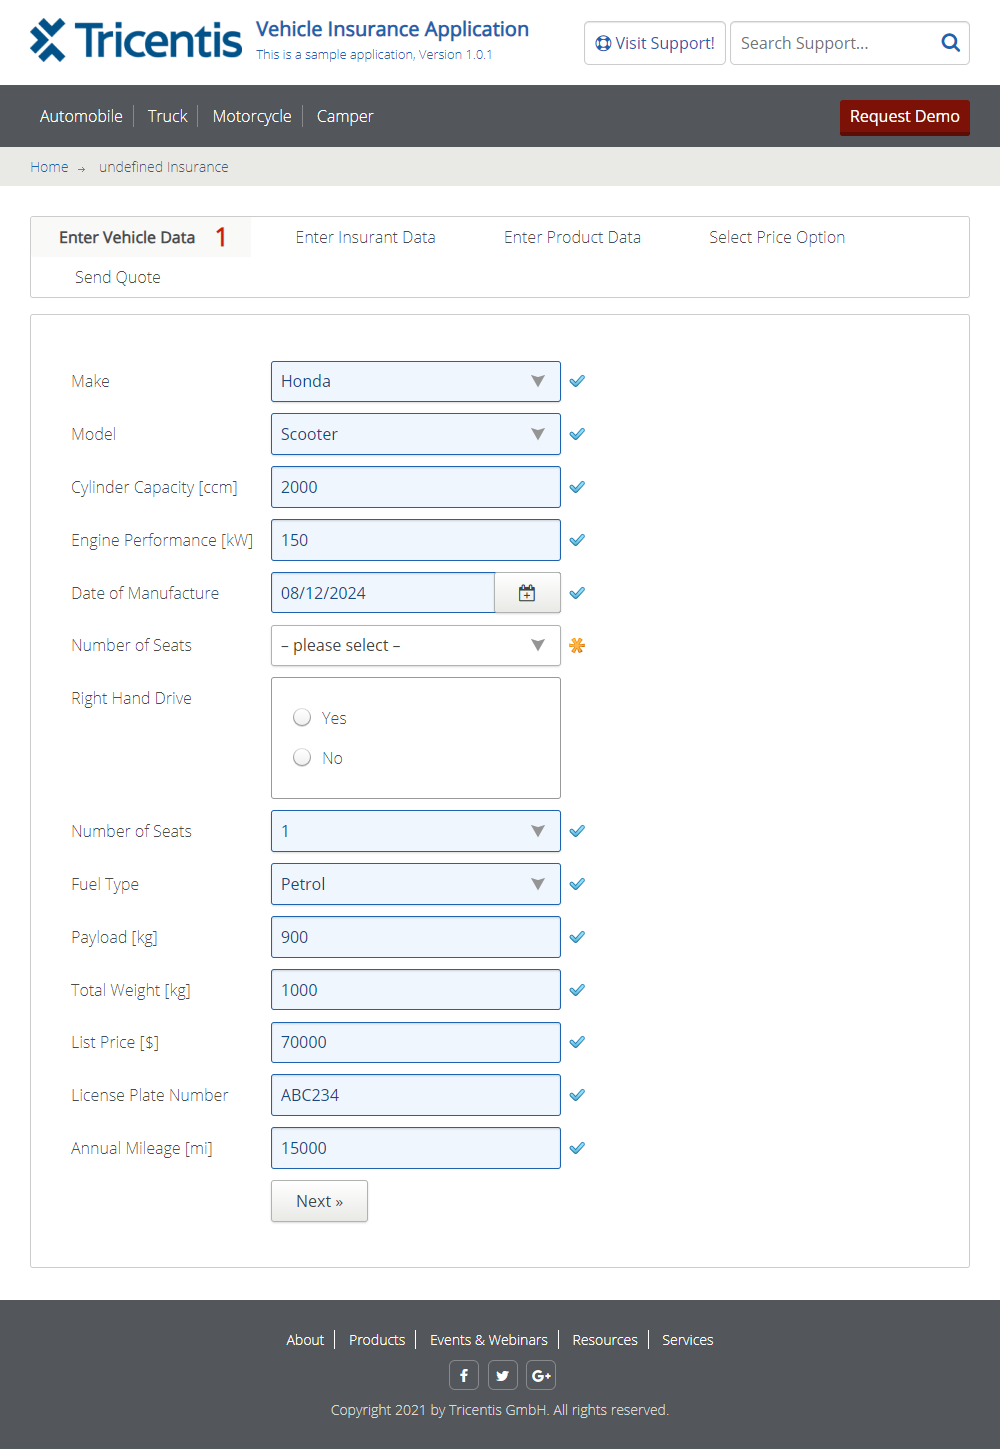 Tricentis
Vehicle Insurance Application
This is a sample application, Version 1.0.1
Visit Support!
Search Support...
Automobile
Truck
Motorcycle
Camper
Request Demo
Home → undefined Insurance
Enter Vehicle Data 1
Enter Insurant Data
Enter Product Data
Select Price Option
Send Quote
Make
Honda
Model
Scooter
Cylinder Capacity [ccm]
2000
Engine Performance [kW]
150
Date of Manufacture
08/12/2024
Number of Seats
– please select –
Right Hand Drive
Yes
No
Number of Seats
1
Fuel Type
Petrol
Payload [kg]
900
Total Weight [kg]
1000
List Price [$]
70000
License Plate Number
ABC234
Annual Mileage [mi]
15000
Next »
About
Products
Events & Webinars
Resources
Services
f
G+
Copyright 2021 by Tricentis GmbH. All rights reserved.